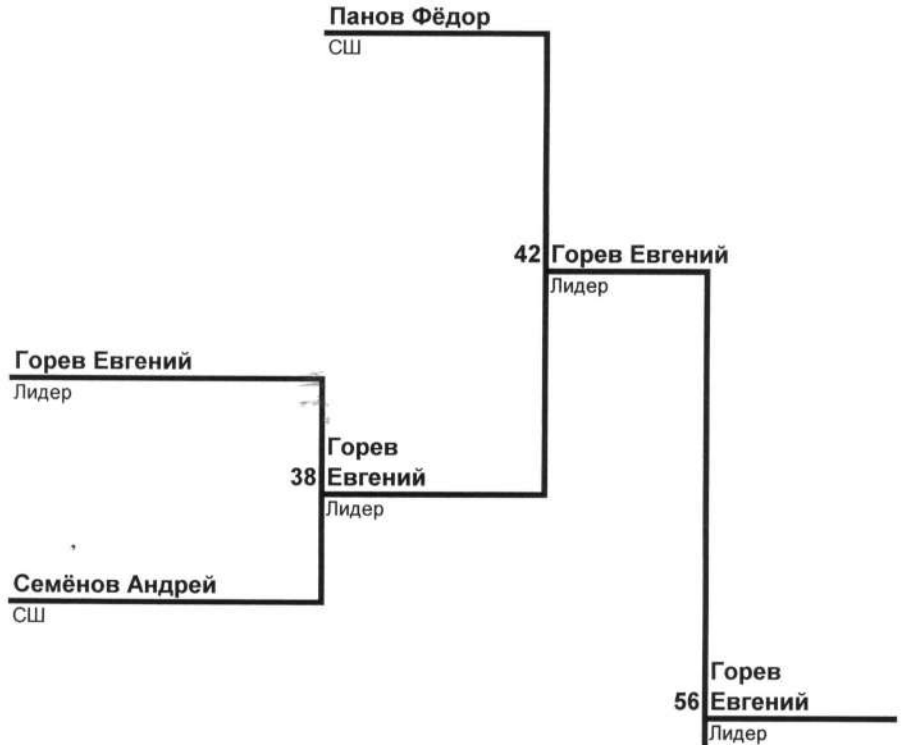 Панов Фёдор
СШ
42 Горев Евгений
Лидер
Горев Евгений
Лидер
Горев
38 Евгений
Лидер
Семёнов Андрей
СШ
Горев
56 Евгений
Лидер